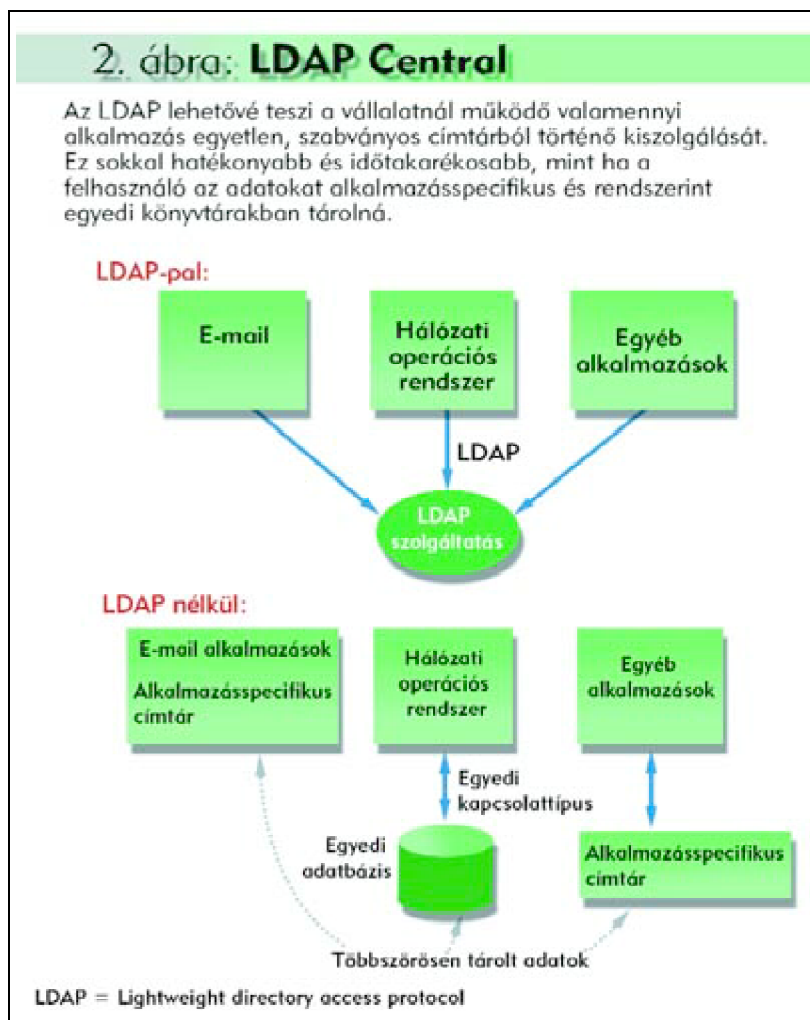 2. ábra: LDAP Central
Az LDAP lehetővé teszi a vállalatnál működő valamennyi
alkalmazás egyetlen, szabványos címtárból történő kiszolgálását.
Ez sokkal hatékonyabb és időtakarékosabb, mint ha a
felhasználó az adatokat alkalmazásspecifikus és rendszerint
egyedi könyvtárakban tárolná.
LDAP-pal:
E-mail
Hálózati
operációs
rendszer
Egyéb
alkalmazások
LDAP
LDAP
szolgáltatás
LDAP nélkül:
E-mail alkalmazások
Alkalmazásspecifikus
címtár
Hálózati
operációs
rendszer
Egyéb
alkalmazások
Egyedi
kapcsolattípus
Egyedi
adatbázis
Alkalmazásspecifikus
címtár
Többszörösen tárolt adatok
LDAP = Lightweight directory access protocol